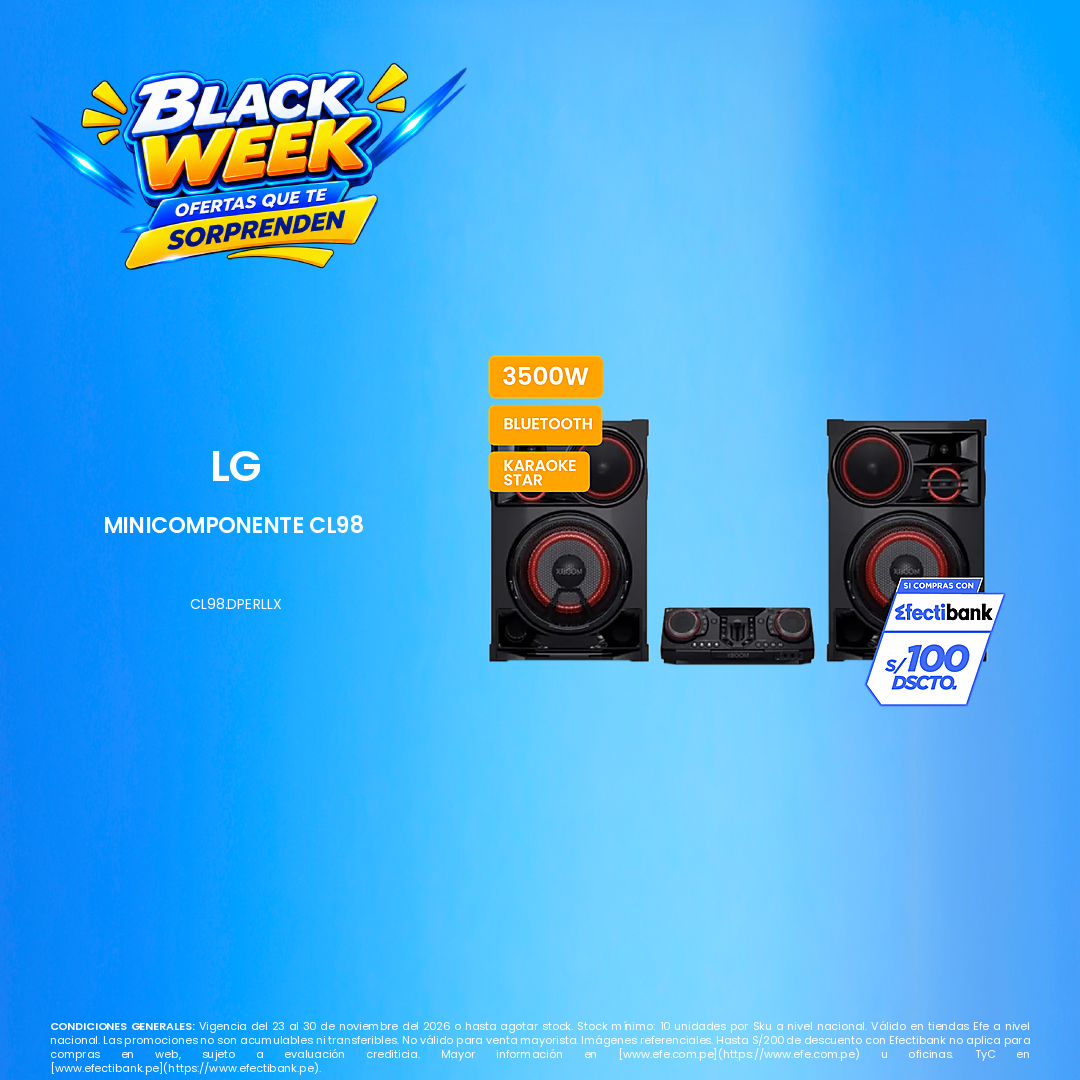 BLACK
WEEK
OFERTAS QUE TE
SORPRENDEN
3500W
BLUETOOTH
KARAOKE
STAR
LG
MINICOMPONENTE CL98
CL98.DPERLLX
XBOOM
XBOOM
XBOOM
SI COMPRAS CON
Efectibank
S/100
DSCTO.
CONDICIONES GENERALES: Vigencia del 23 al 30 de noviembre del 2026 o hasta agotar stock. Stock mínimo: 10 unidades por Sku a nivel nacional. Válido en tiendas Efe a nivel
nacional. Las promociones no son acumulables ni transferibles. No válido para venta mayorista. Imágenes referenciales. Hasta S/200 de descuento con Efectibank no aplica para
compras en web, sujeto a evaluación crediticia. Mayor información en [www.efe.com.pe](https://www.efe.com.pe) u oficinas. TyC en
[www.efectibank.pe](https://www.efectibank.pe).